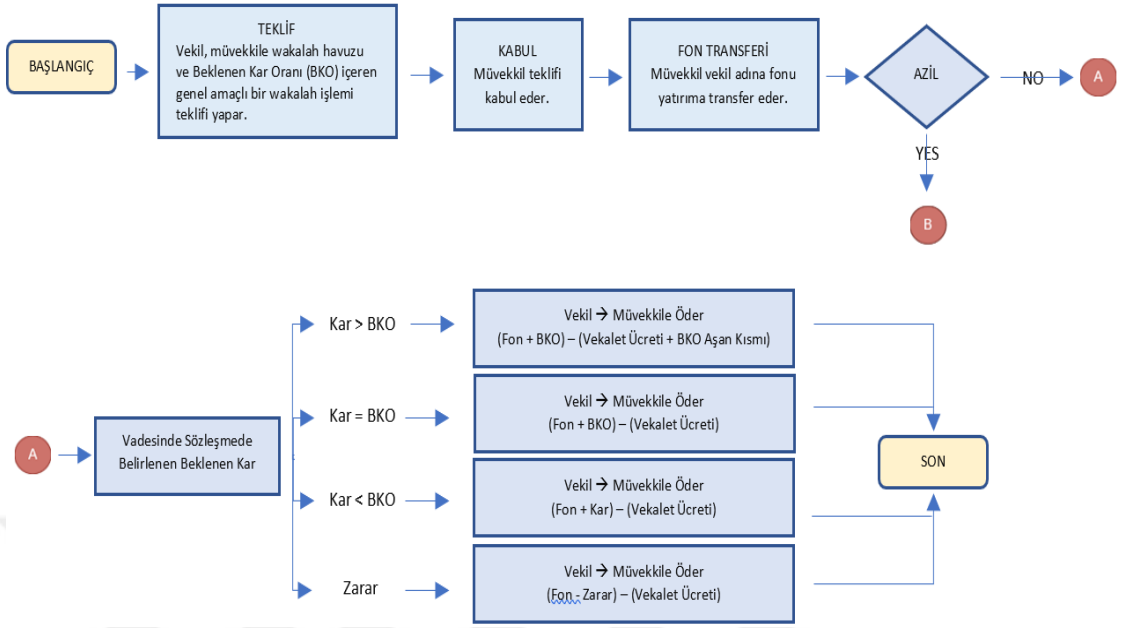 BAŞLANGIÇ
TEKLİF
Vekil, müvekkile wakalah havuzu
ve Beklenen Kar Oranı (BKO) içeren
genel amaçlı bir wakalah işlemi
teklifi yapar.
KABUL
Müvekkil teklifi
kabul eder.
FON TRANSFERİ
Müvekkil vekil adına fonu
yatırıma transfer eder.
AZİL
NO
A
YES
B
A
Vadesinde Sözleşmede
Belirlenen Beklenen Kar
Kar > BKO
Vekil → Müvekkile Öder
(Fon + BKO) – (Vekalet Ücreti + BKO Aşan Kısmı)
Kar = BKO
Vekil → Müvekkile Öder
(Fon + BKO) – (Vekalet Ücreti)
Kar < BKO
Vekil → Müvekkile Öder
(Fon + Kar) – (Vekalet Ücreti)
Zarar
Vekil → Müvekkile Öder
(Fon - Zarar) – (Vekalet Ücreti)
SON